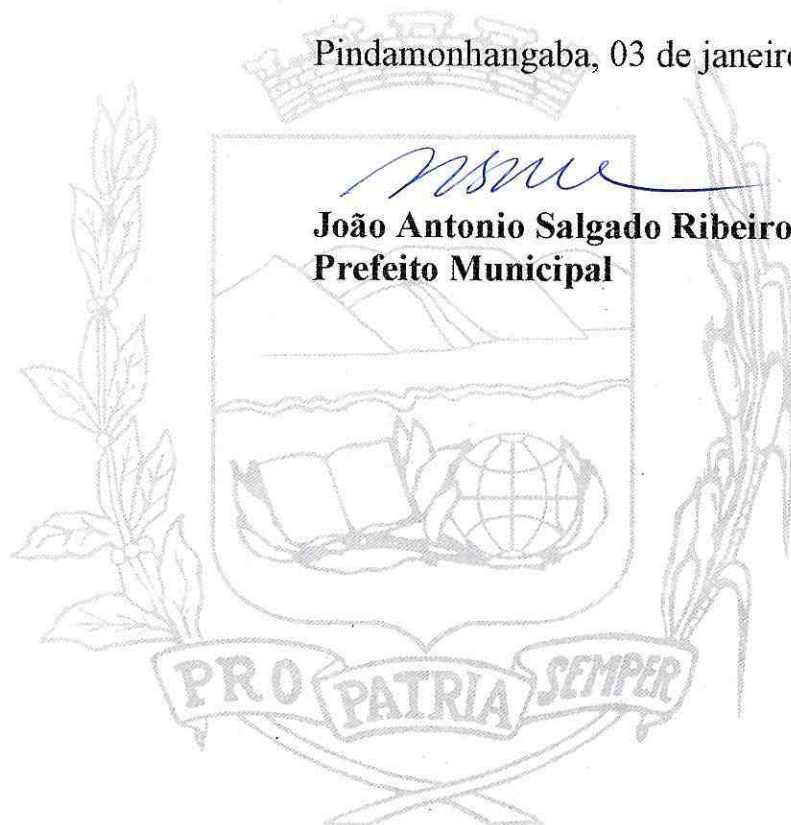 Pindamonhangaba, 03 de janeiro
João Antonio Salgado Ribeiro
Prefeito Municipal
PRO PATRIA SEMPER